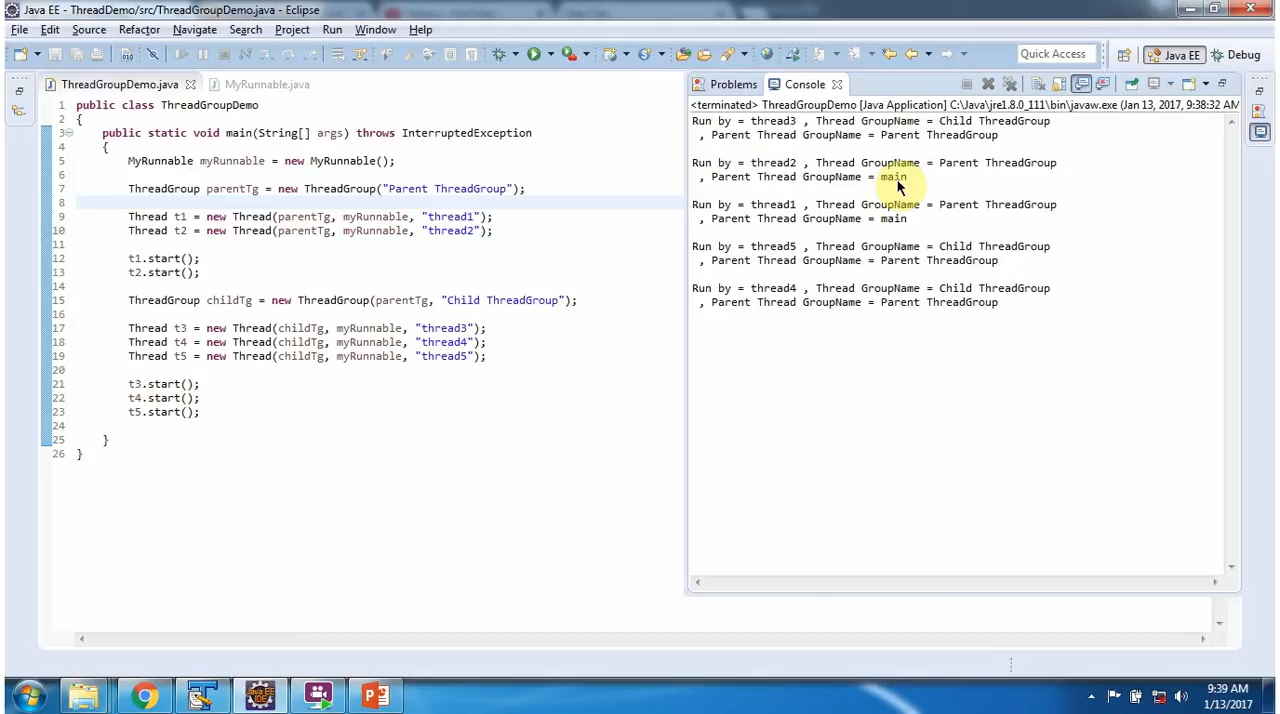 Java EE - ThreadDemo/src/ThreadGroupDemo.java - Eclipse
File Edit Source Refactor Navigate Search Project Run Window Help
Quick Access
Java EE
Debug
ThreadGroupDemo.java
MyRunnable.java
1 public class ThreadGroupDemo
2 {
3 public static void main(String[] args) throws InterruptedException
4 {
5 MyRunnable myRunnable = new MyRunnable();
6
7 ThreadGroup parentTg = new ThreadGroup("Parent ThreadGroup");
8
9 Thread t1 = new Thread(parentTg, myRunnable, "thread1");
10 Thread t2 = new Thread(parentTg, myRunnable, "thread2");
11
12 t1.start();
13 t2.start();
14
15 ThreadGroup childTg = new ThreadGroup(parentTg, "Child ThreadGroup");
16
17 Thread t3 = new Thread(childTg, myRunnable, "thread3");
18 Thread t4 = new Thread(childTg, myRunnable, "thread4");
19 Thread t5 = new Thread(childTg, myRunnable, "thread5");
20
21 t3.start();
22 t4.start();
23 t5.start();
24
25 }
26 }
Problems
Console
<terminated> ThreadGroupDemo [Java Application] C:\Java\jre1.8.0_111\bin\javaw.exe (Jan 13, 2017, 9:38:32 AM
Run by = thread3 , Thread GroupName = Child ThreadGroup
, Parent Thread GroupName = Parent ThreadGroup
Run by = thread2 , Thread GroupName = Parent ThreadGroup
, Parent Thread GroupName = main
Run by = thread1 , Thread GroupName = Parent ThreadGroup
, Parent Thread GroupName = main
Run by = thread5 , Thread GroupName = Child ThreadGroup
, Parent Thread GroupName = Parent ThreadGroup
Run by = thread4 , Thread GroupName = Child ThreadGroup
, Parent Thread GroupName = Parent ThreadGroup
Java EE
IDE
9:39 AM
1/13/2017